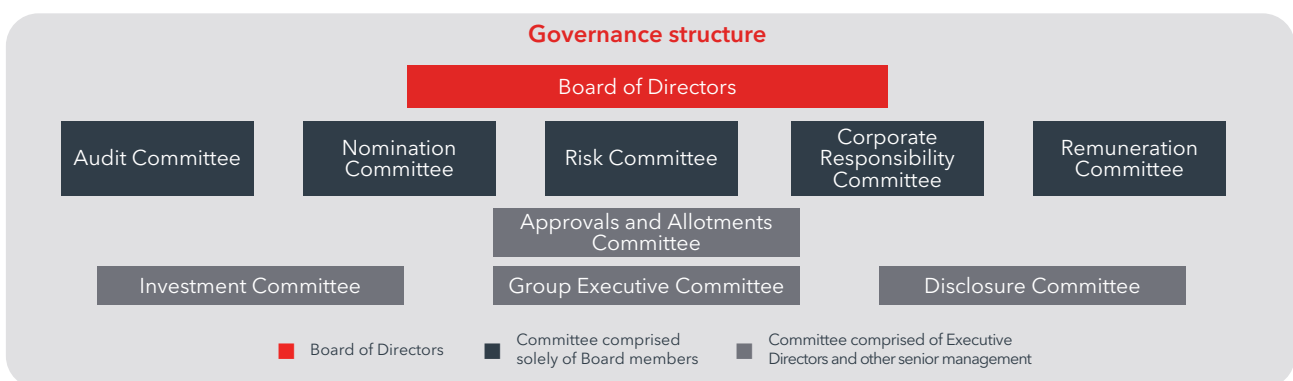 Governance structure
Board of Directors
Audit Committee
Nomination
Committee
Risk Committee
Corporate
Responsibility
Committee
Remuneration
Committee
Approvals and Allotments
Committee
Investment Committee
Group Executive Committee
Disclosure Committee
Board of Directors
Committee comprised
solely of Board members
Committee comprised of Executive
Directors and other senior management